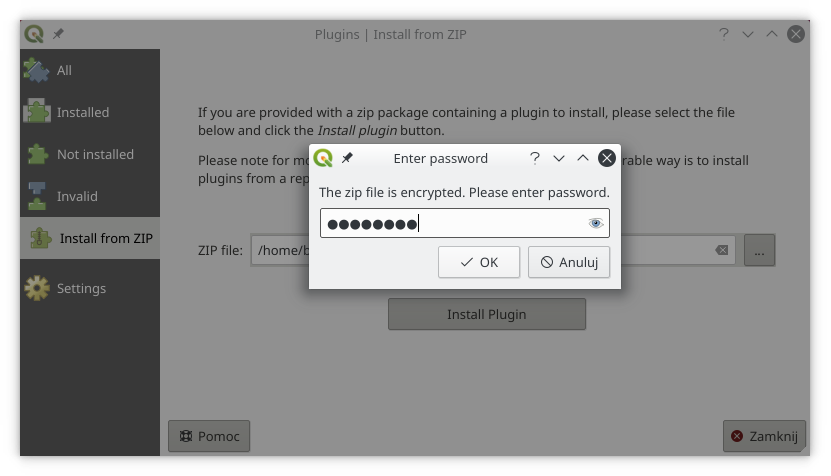 Plugins | Install from ZIP
All
Installed
Not installed
Invalid
Install from ZIP
Settings
If you are provided with a zip package containing a plugin to install, please select the file
below and click the Install plugin button.
Please note for mo
rable way is to install
plugins from a rep
Enter password
The zip file is encrypted. Please enter password.
●●●●●●●●
OK
Anuluj
ZIP file:
/home/b
...
Install Plugin
Pomoc
Zamknij